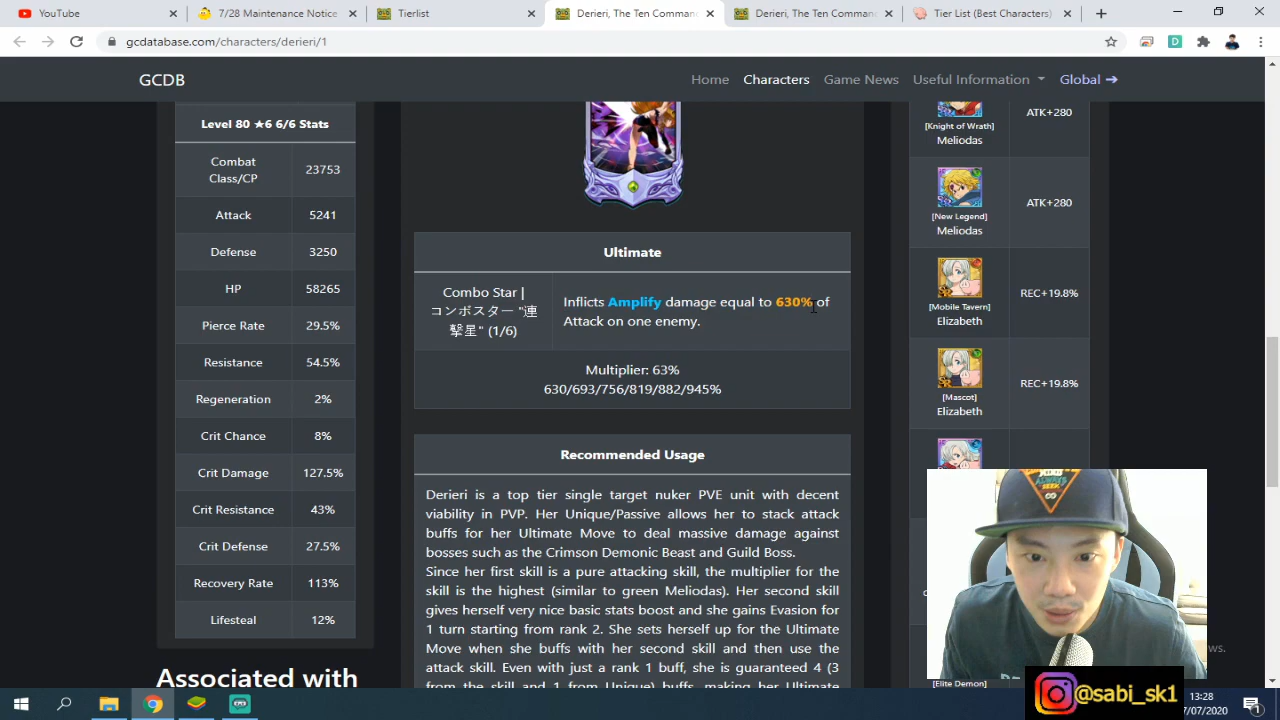 YouTube
7/28 Maintenance Notice
Tierlist
Derieri, The Ten Comman
Derieri, The Ten Comman
Tier List (Best Characters)
gcdatabase.com/characters/derieri/1
GCDB
Home
Characters
Game News
Useful Information
Global →
Level 80 ★6 6/6 Stats
Combat
Class/CP
23753
Attack
5241
Defense
3250
HP
58265
Pierce Rate
29.5%
Resistance
54.5%
Regeneration
2%
Crit Chance
8%
Crit Damage
127.5%
Crit Resistance
43%
Crit Defense
27.5%
Recovery Rate
113%
Lifesteal
12%
Associated with
Ultimate
Combo Star |
コンボスター "連
撃星" (1/6)
Inflicts Amplify damage equal to 630% of
Attack on one enemy.
Multiplier: 63%
630/693/756/819/882/945%
Recommended Usage
Derieri is a top tier single target nuker PVE unit with decent
viability in PVP. Her Unique/Passive allows her to stack attack
buffs for her Ultimate Move to deal massive damage against
bosses such as the Crimson Demonic Beast and Guild Boss.
Since her first skill is a pure attacking skill, the multiplier for the
skill is the highest (similar to green Meliodas). Her second skill
gives herself very nice basic stats boost and she gains Evasion for
1 turn starting from rank 2. She sets herself up for the Ultimate
Move when she buffs with her second skill and then use the
attack skill. Even with just a rank 1 buff, she is guaranteed 4 (3
from the skill and 1 from Unique) buffs, making her Ultimate
[Knight of Wrath]
Meliodas
ATK+280
[New Legend]
Meliodas
ATK+280
[Mobile Tavern]
Elizabeth
REC+19.8%
[Mascot]
Elizabeth
REC+19.8%
[Elite Demon]
@sabi_sk1
13:28
7/07/2020